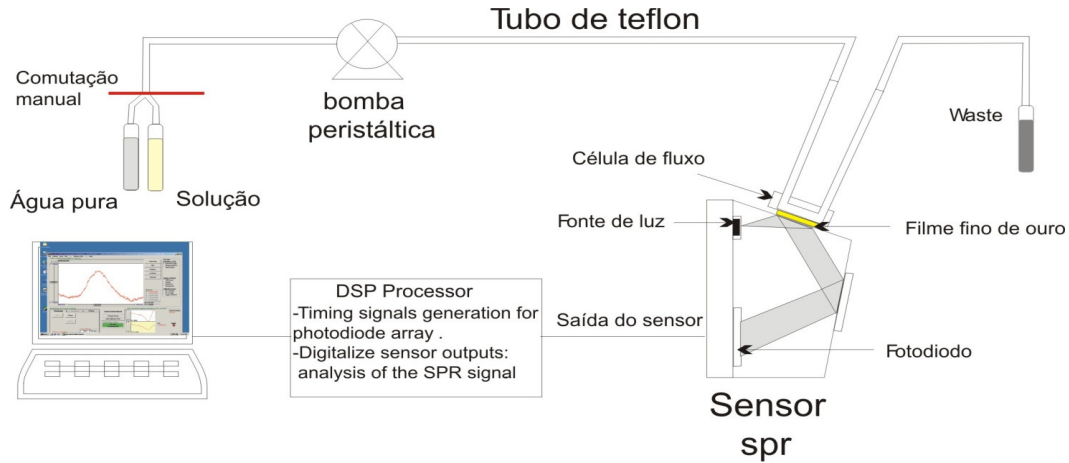 Tubo de teflon
Comutação
manual
bomba
peristáltica
Água pura
Solução
Waste
Célula de fluxo
Fonte de luz
Filme fino de ouro
DSP Processor
-Timing signals generation for
photodiode array .
-Digitalize sensor outputs:
analysis of the SPR signal
Saída do sensor
Fotodiodo
Sensor
spr